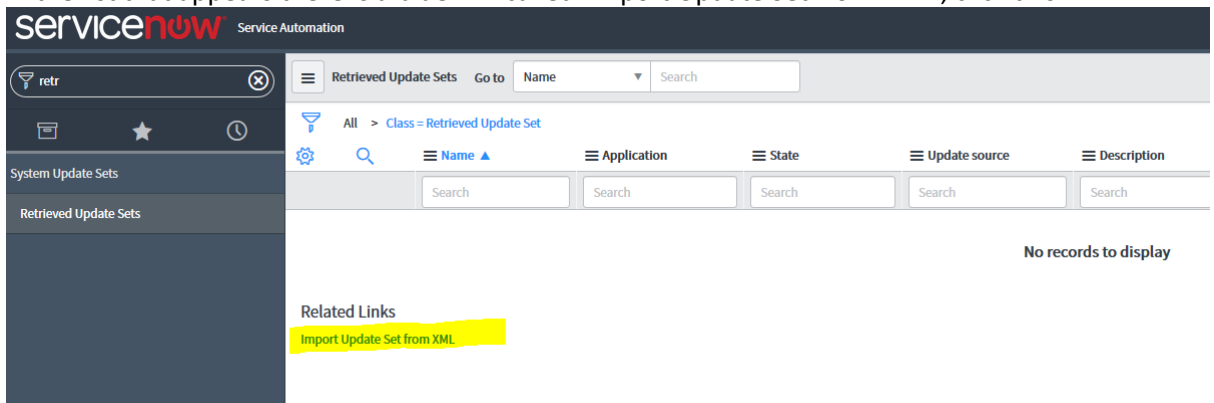 servicenow Service Automation
retr
Retrieved Update Sets Go to Name Search
All > Class = Retrieved Update Set
Name Application State Update source Description
System Update Sets
Search Search Search Search Search
Retrieved Update Sets
No records to display
Related Links
Import Update Set from XML